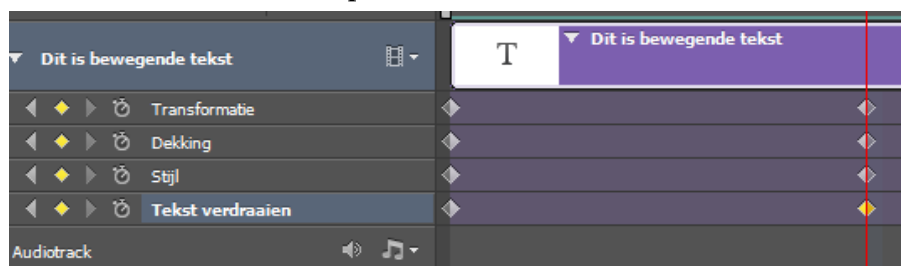 Dit is bewegende tekst
T
Dit is bewegende tekst
Transformatie
Dekking
Stijl
Tekst verdraaien
Audiotrack